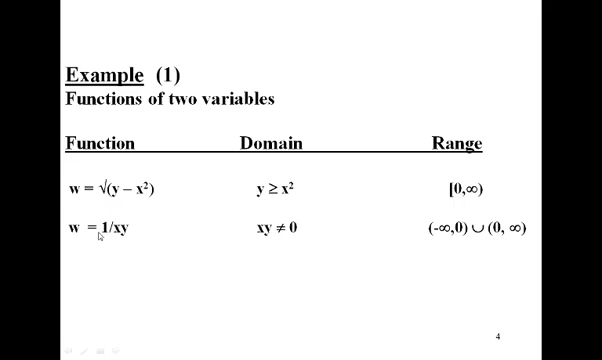 Example (1)
Functions of two variables
Function Domain Range
w = √(y – x²) y ≥ x² [0,∞)
w = 1/xy xy ≠ 0 (-∞,0) ∪ (0, ∞)
4